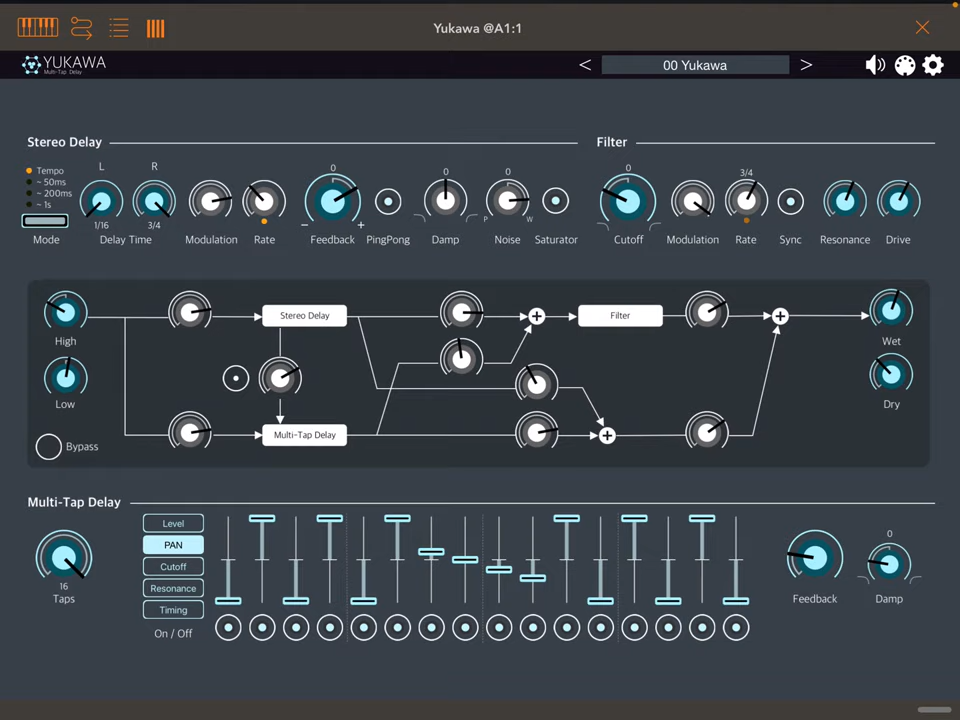 Yukawa @A1:1
YUKAWA
Multi-Tap Delay
<
00 Yukawa
>
Stereo Delay
Filter
Tempo
~ 50ms
~ 200ms
~ 1s
Mode
L
R
1/16
3/4
Delay Time
Modulation
Rate
0
−
+
Feedback
PingPong
0
Damp
0
P
W
Noise
Saturator
0
Cutoff
Modulation
3/4
Rate
Sync
Resonance
Drive
High
Low
Bypass
Stereo Delay
Multi-Tap Delay
Filter
Wet
Dry
Multi-Tap Delay
16
Taps
Level
PAN
Cutoff
Resonance
Timing
On / Off
Feedback
0
Damp